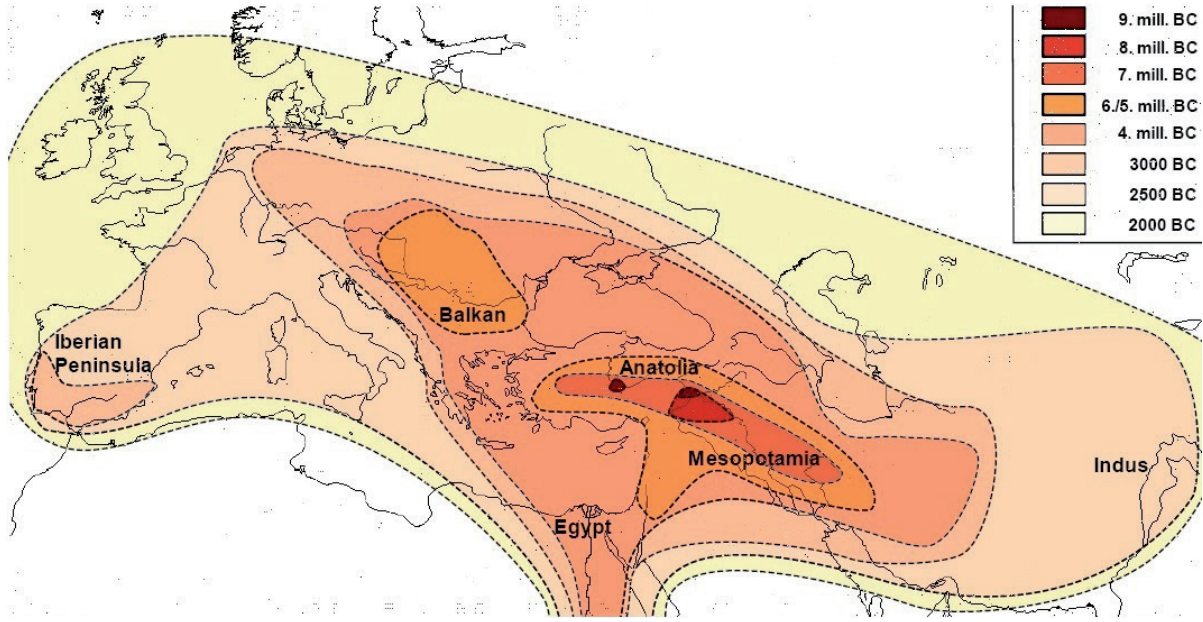 9. mill. BC
8. mill. BC
7. mill. BC
6./5. mill. BC
4. mill. BC
3000 BC
2500 BC
2000 BC
Balkan
Iberian
Peninsula
Anatolia
Mesopotamia
Indus
Egypt